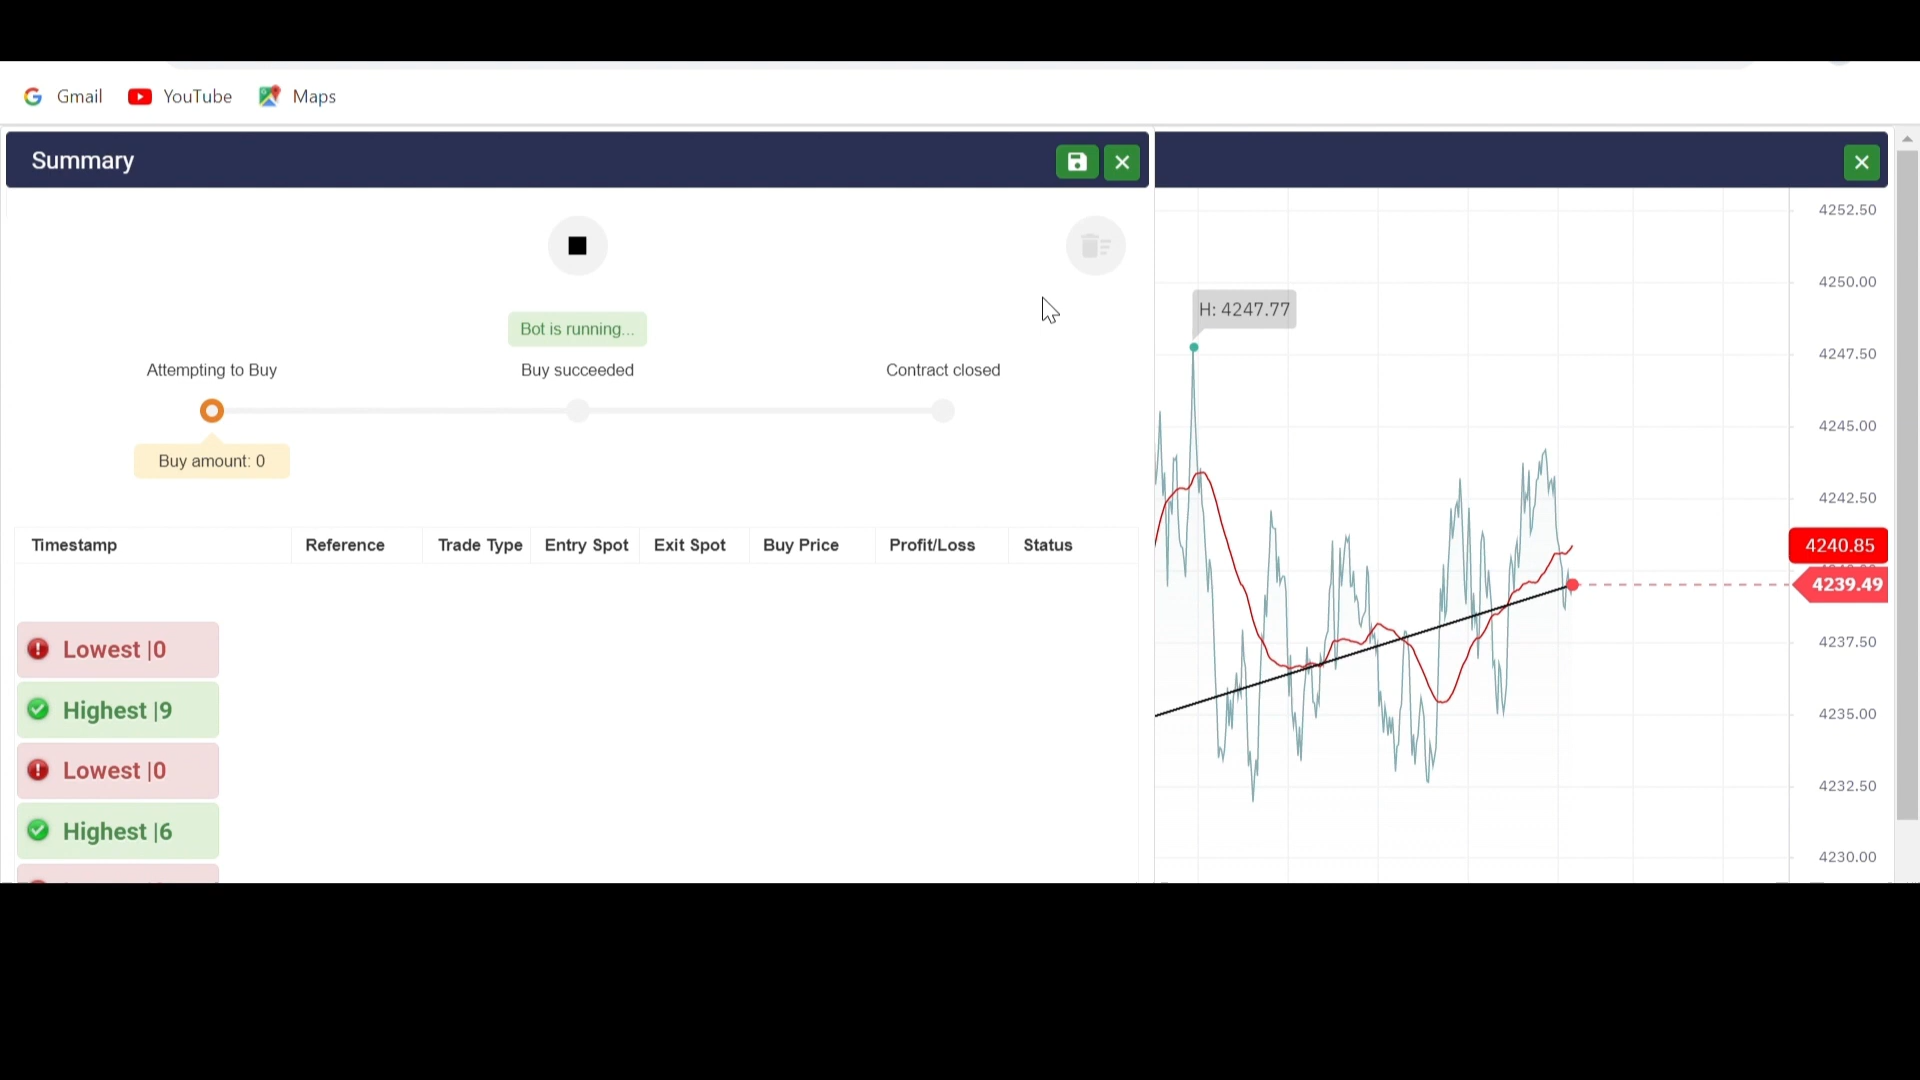 Gmail YouTube Maps
Summary
Bot is running...
Attempting to Buy Buy succeeded Contract closed
Buy amount: 0
Timestamp Reference Trade Type Entry Spot Exit Spot Buy Price Profit/Loss Status
Lowest |0
Highest |9
Lowest |0
Highest |6
H: 4247.77
4252.50
4250.00
4247.50
4245.00
4242.50
4240.85
4239.49
4237.50
4235.00
4232.50
4230.00